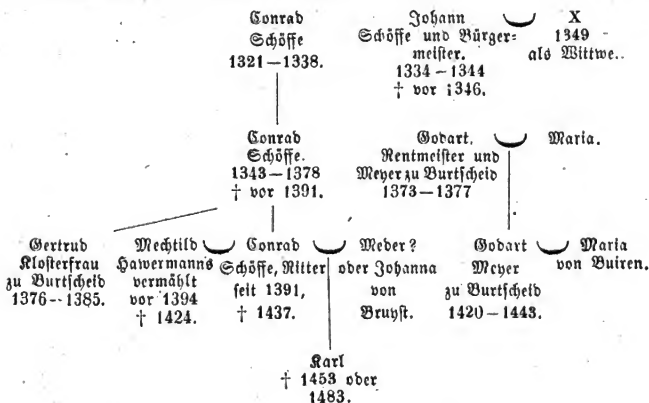 Conrad
Schöffe
1321–1338.
Johann
Schöffe und Bürger=
meister.
1334–1344
† vor 1346.
X
1349
als Wittwe.
Conrad
Schöffe.
1343–1378
† vor 1391.
Godart,
Rentmeister und
Meyer zu Burtscheid
1373–1377
Maria.
Gertrud
Klosterfrau
zu Burtscheid
1376--1385.
Mechtild
Hawermanns
vermählt
vor 1394
† 1424.
Conrad
Schöffe, Ritter
seit 1391,
† 1437.
Meder?
oder Johanna
von
Bruyst.
Godart
Meyer
zu Burtscheid
1420–1443.
Maria
von Buiren.
Karl
† 1453 oder
1483.